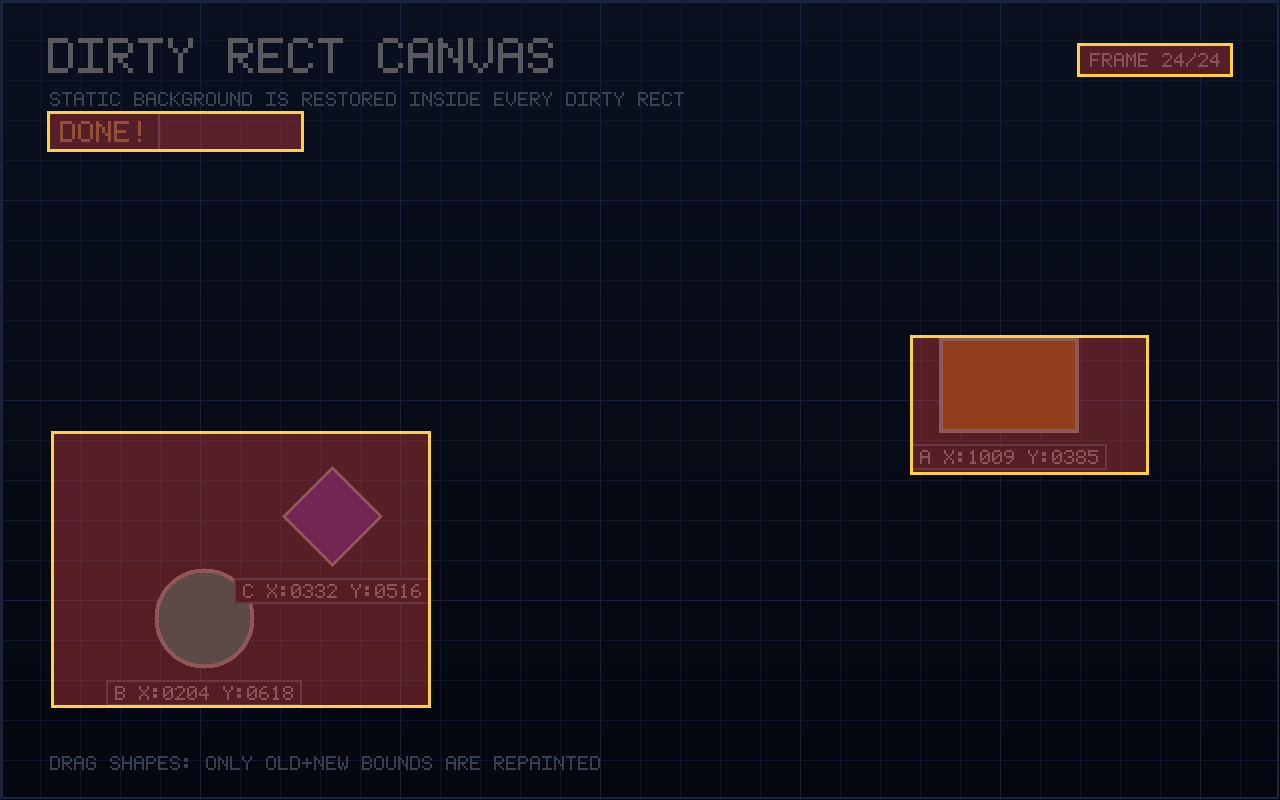 DIRTY RECT CANVAS
FRAME 24/24
STATIC BACKGROUND IS RESTORED INSIDE EVERY DIRTY RECT
DONE!
A X:1009 Y:0385
C X:0332 Y:0516
B X:0204 Y:0618
DRAG SHAPES: ONLY OLD+NEW BOUNDS ARE REPAINTED